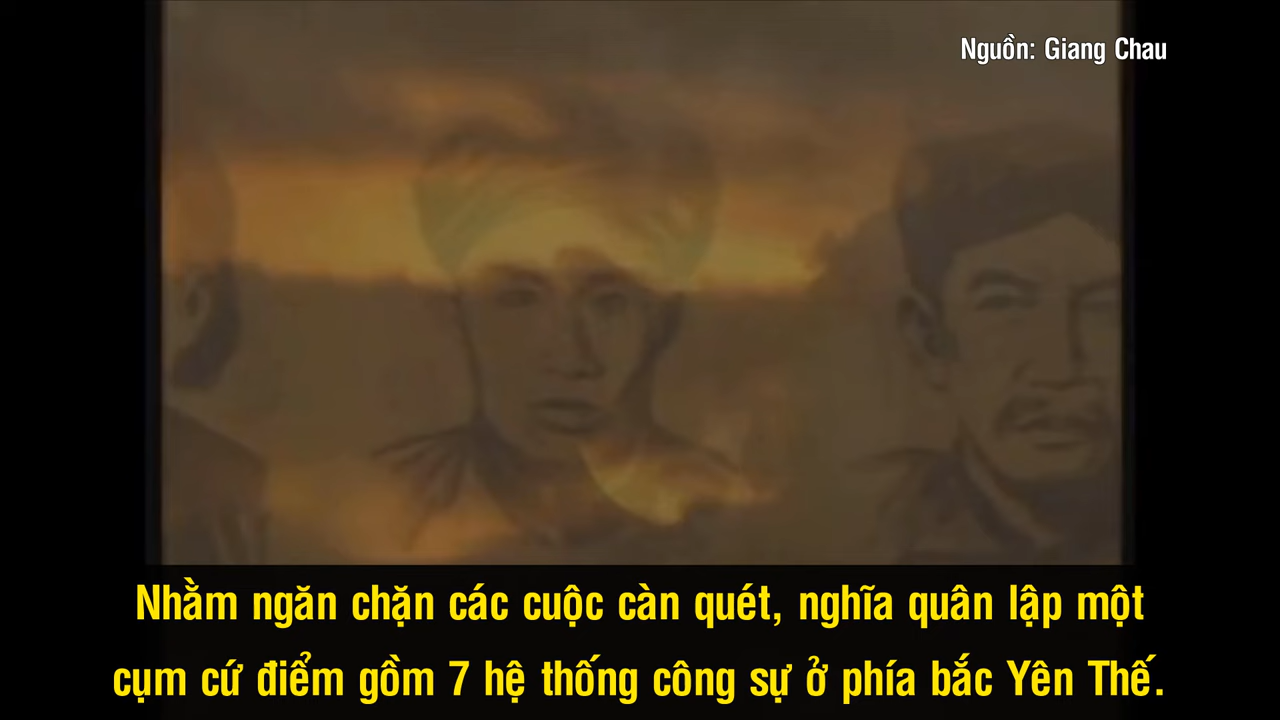 Nguồn: Giang Chau
Nhằm ngăn chặn các cuộc càn quét, nghĩa quân lập một
cụm cứ điểm gồm 7 hệ thống công sự ở phía bắc Yên Thế.